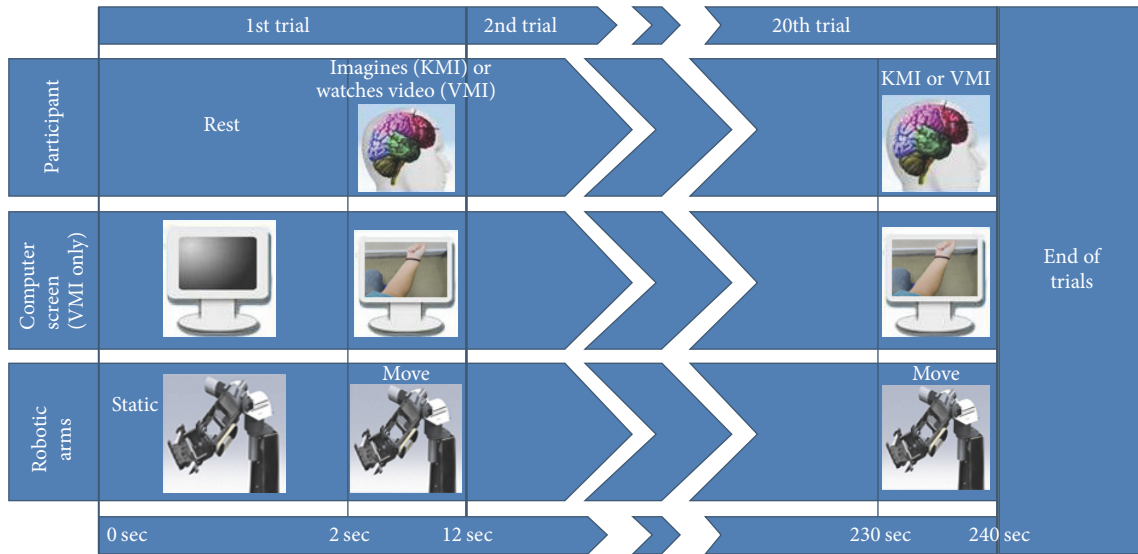 1st trial
2nd trial
20th trial
Participant
Rest
Imagines (KMI) or
watches video (VMI)
KMI or VMI
Computer
screen
(VMI only)
End of
trials
Robotic
arms
Static
Move
Move
0 sec
2 sec
12 sec
230 sec
240 sec